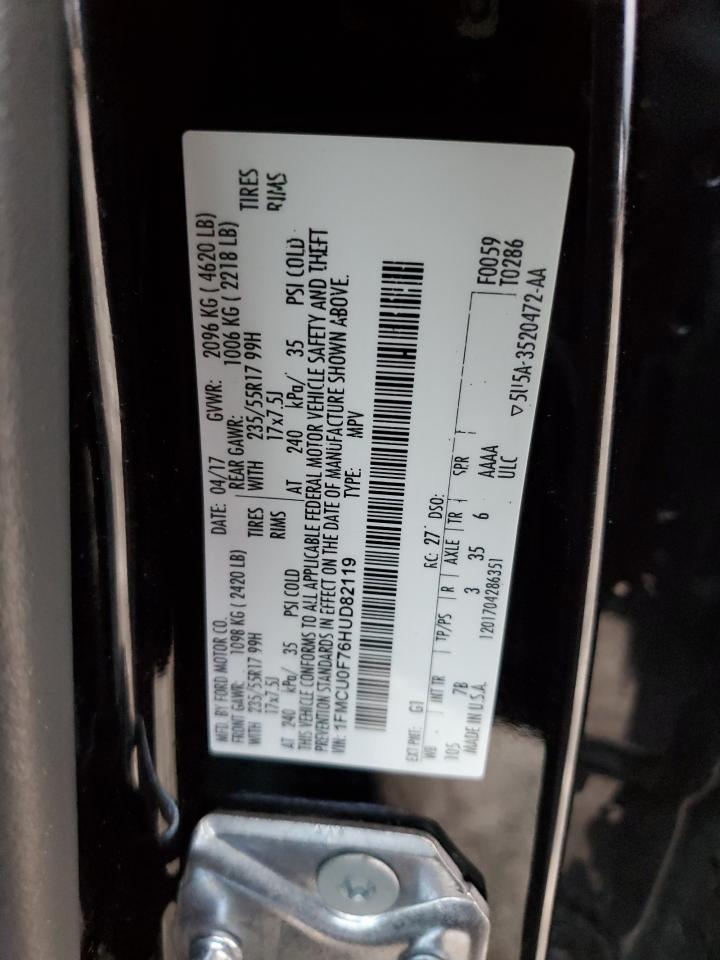 MFD. BY FORD MOTOR CO.
DATE: 04/17 GVWR: 2096 KG ( 4620 LB)
FRONT GAWR: 1098 KG ( 2420 LB)
REAR GAWR: 1006 KG ( 2218 LB)
WITH 235/55R17 99H TIRES
WITH 235/55R17 99H TIRES
17x7.5J RIMS
17x7.5J RIMS
AT 240 kPa/ 35 PSI COLD
AT 240 kPa/ 35 PSI COLD
THIS VEHICLE CONFORMS TO ALL APPLICABLE FEDERAL MOTOR VEHICLE SAFETY AND THEFT
PREVENTION STANDARDS IN EFFECT ON THE DATE OF MANUFACTURE SHOWN ABOVE.
VIN: 1FMCU0F76HUD82119
TYPE: MPV
EXT PNT: G1 RC: 27 DSO: F0059
WB INT TR TP/PS R AXLE TR SPR T0286
105 7B 3 35 6 AAAA
MADE IN U.S.A. 1201704286351 ULC
5U5A-3520472-AA